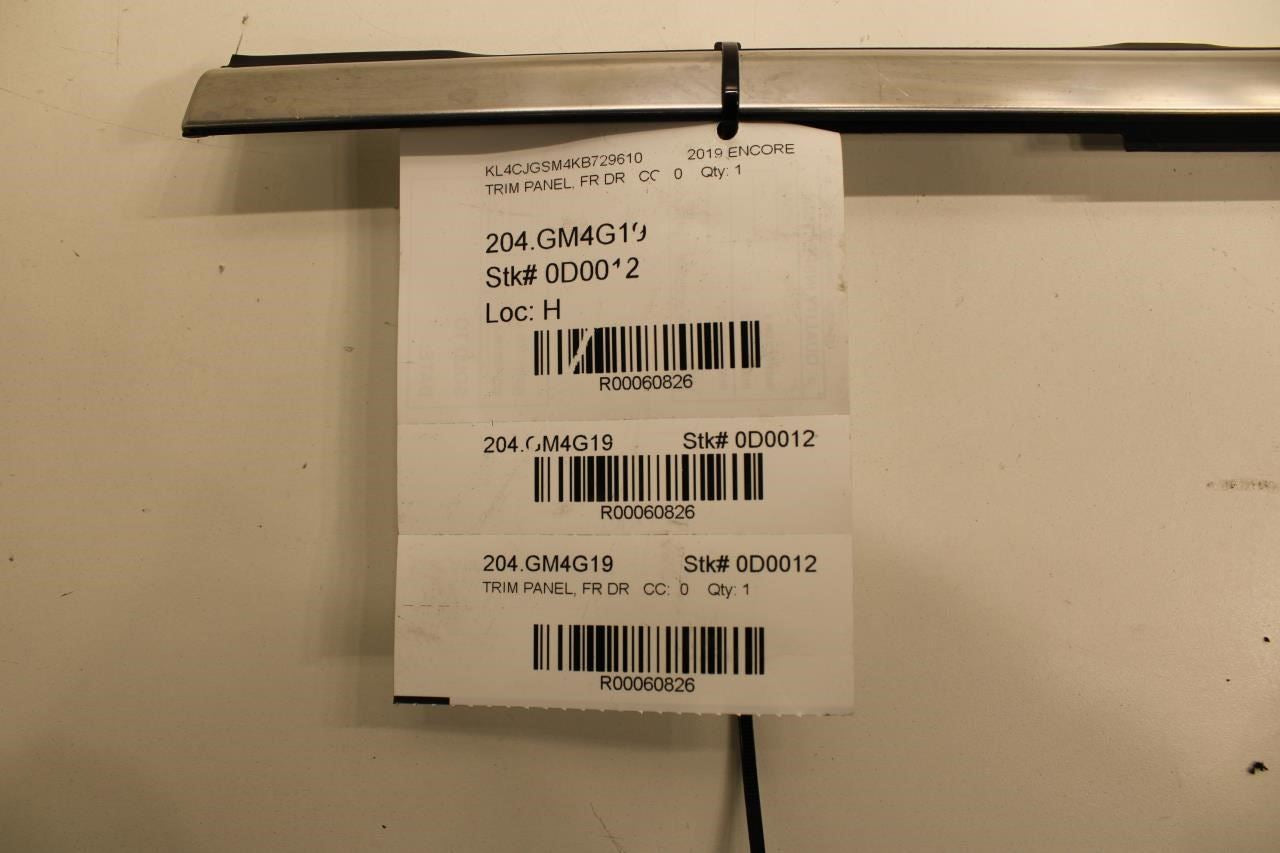 KL4CJGSM4KB729610 2019 ENCORE
TRIM PANEL, FR DR CC 0 Qty: 1
204.GM4G19
Stk# 0D0012
Loc: H
R00060826
204.GM4G19 Stk# 0D0012
R00060826
204.GM4G19 Stk# 0D0012
TRIM PANEL, FR DR CC: 0 Qty: 1
R00060826